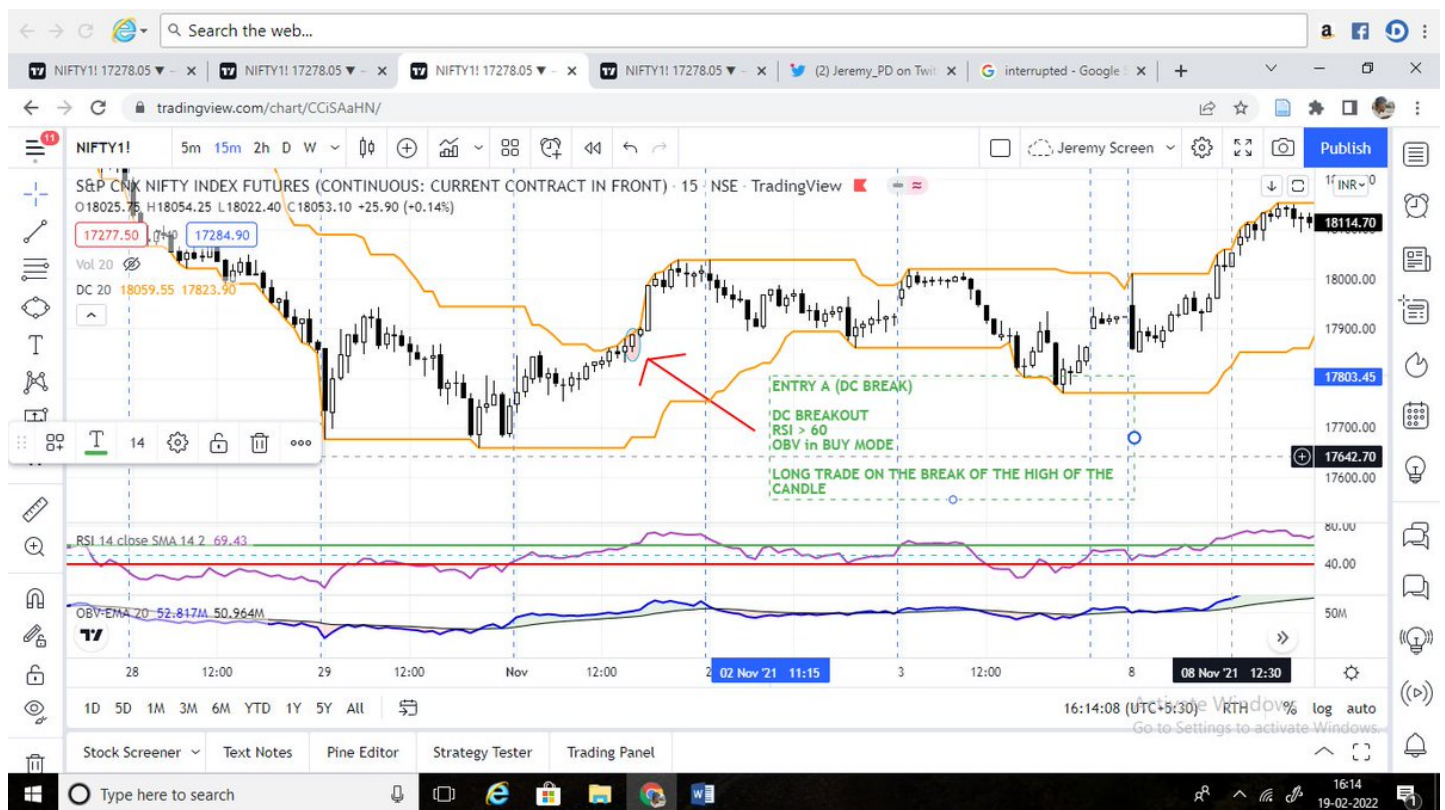 Search the web...
NIFTY1! 17278.05 ▼ - NIFTY1! 17278.05 ▼ - NIFTY1! 17278.05 ▼ - NIFTY1! 17278.05 ▼ - (2) Jeremy_PD on Twit interrupted - Google S
tradingview.com/chart/CCiSAaHN/
11
NIFTY1! 5m 15m 2h D W Jeremy Screen Publish
S&P CNX NIFTY INDEX FUTURES (CONTINUOUS: CURRENT CONTRACT IN FRONT) · 15 · NSE · TradingView
INR
O18025.75 H18054.25 L18022.40 C18053.10 +25.90 (+0.14%)
17277.50 17284.90
18114.70
Vol 20
DC 20 18059.55 17823.90
18000.00
17900.00
17803.45
ENTRY A (DC BREAK)
DC BREAKOUT
RSI > 60
OBV in BUY MODE
LONG TRADE ON THE BREAK OF THE HIGH OF THE
CANDLE
17700.00
14
17642.70
17600.00
80.00
RSI 14 close SMA 14 2 69.43
40.00
OBV-EMA 20 52.817M 50.964M
50M
28 12:00 29 12:00 Nov 12:00 2 02 Nov '21 11:15 3 12:00 8 08 Nov '21 12:30
1D 5D 1M 3M 6M YTD 1Y 5Y All 16:14:08 (UTC+5:30) RTH % log auto
Activate Windows
Go to Settings to activate Windows.
Stock Screener Text Notes Pine Editor Strategy Tester Trading Panel
Type here to search
16:14
19-02-2022